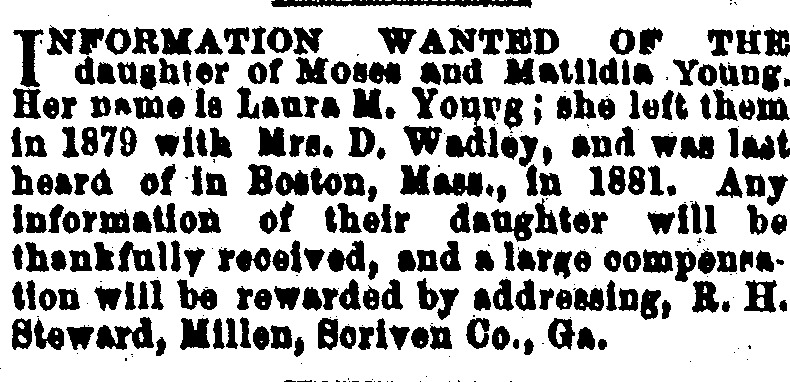 INFORMATION WANTED OF THE
daughter of Moses and Matildia Young.
Her name is Laura M. Young; she left them
in 1879 with Mrs. D. Wadley, and was last
heard of in Boston, Mass., in 1881. Any
information of their daughter will be
thankfully received, and a large compensa-
tion will be rewarded by addressing, R. H.
Steward, Millen, Scriven Co., Ga.